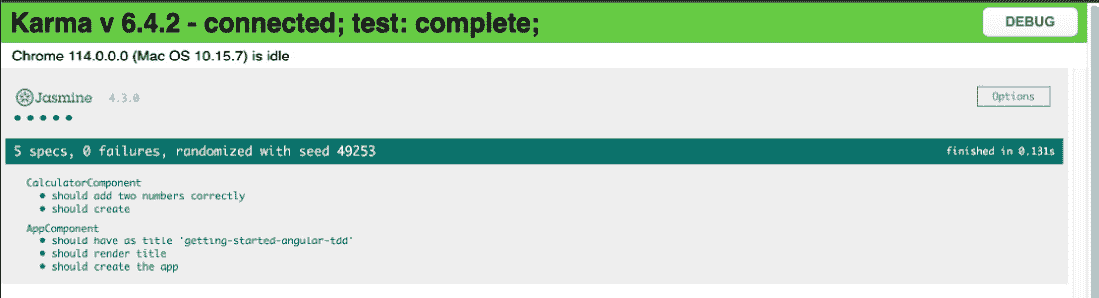 Karma v 6.4.2 - connected; test: complete;
DEBUG
Chrome 114.0.0.0 (Mac OS 10.15.7) is idle
Jasmine 4.3.0
Options
5 specs, 0 failures, randomized with seed 49253
finished in 0.131s
CalculatorComponent
• should add two numbers correctly
• should create
AppComponent
• should have as title 'getting-started-angular-tdd'
• should render title
• should create the app